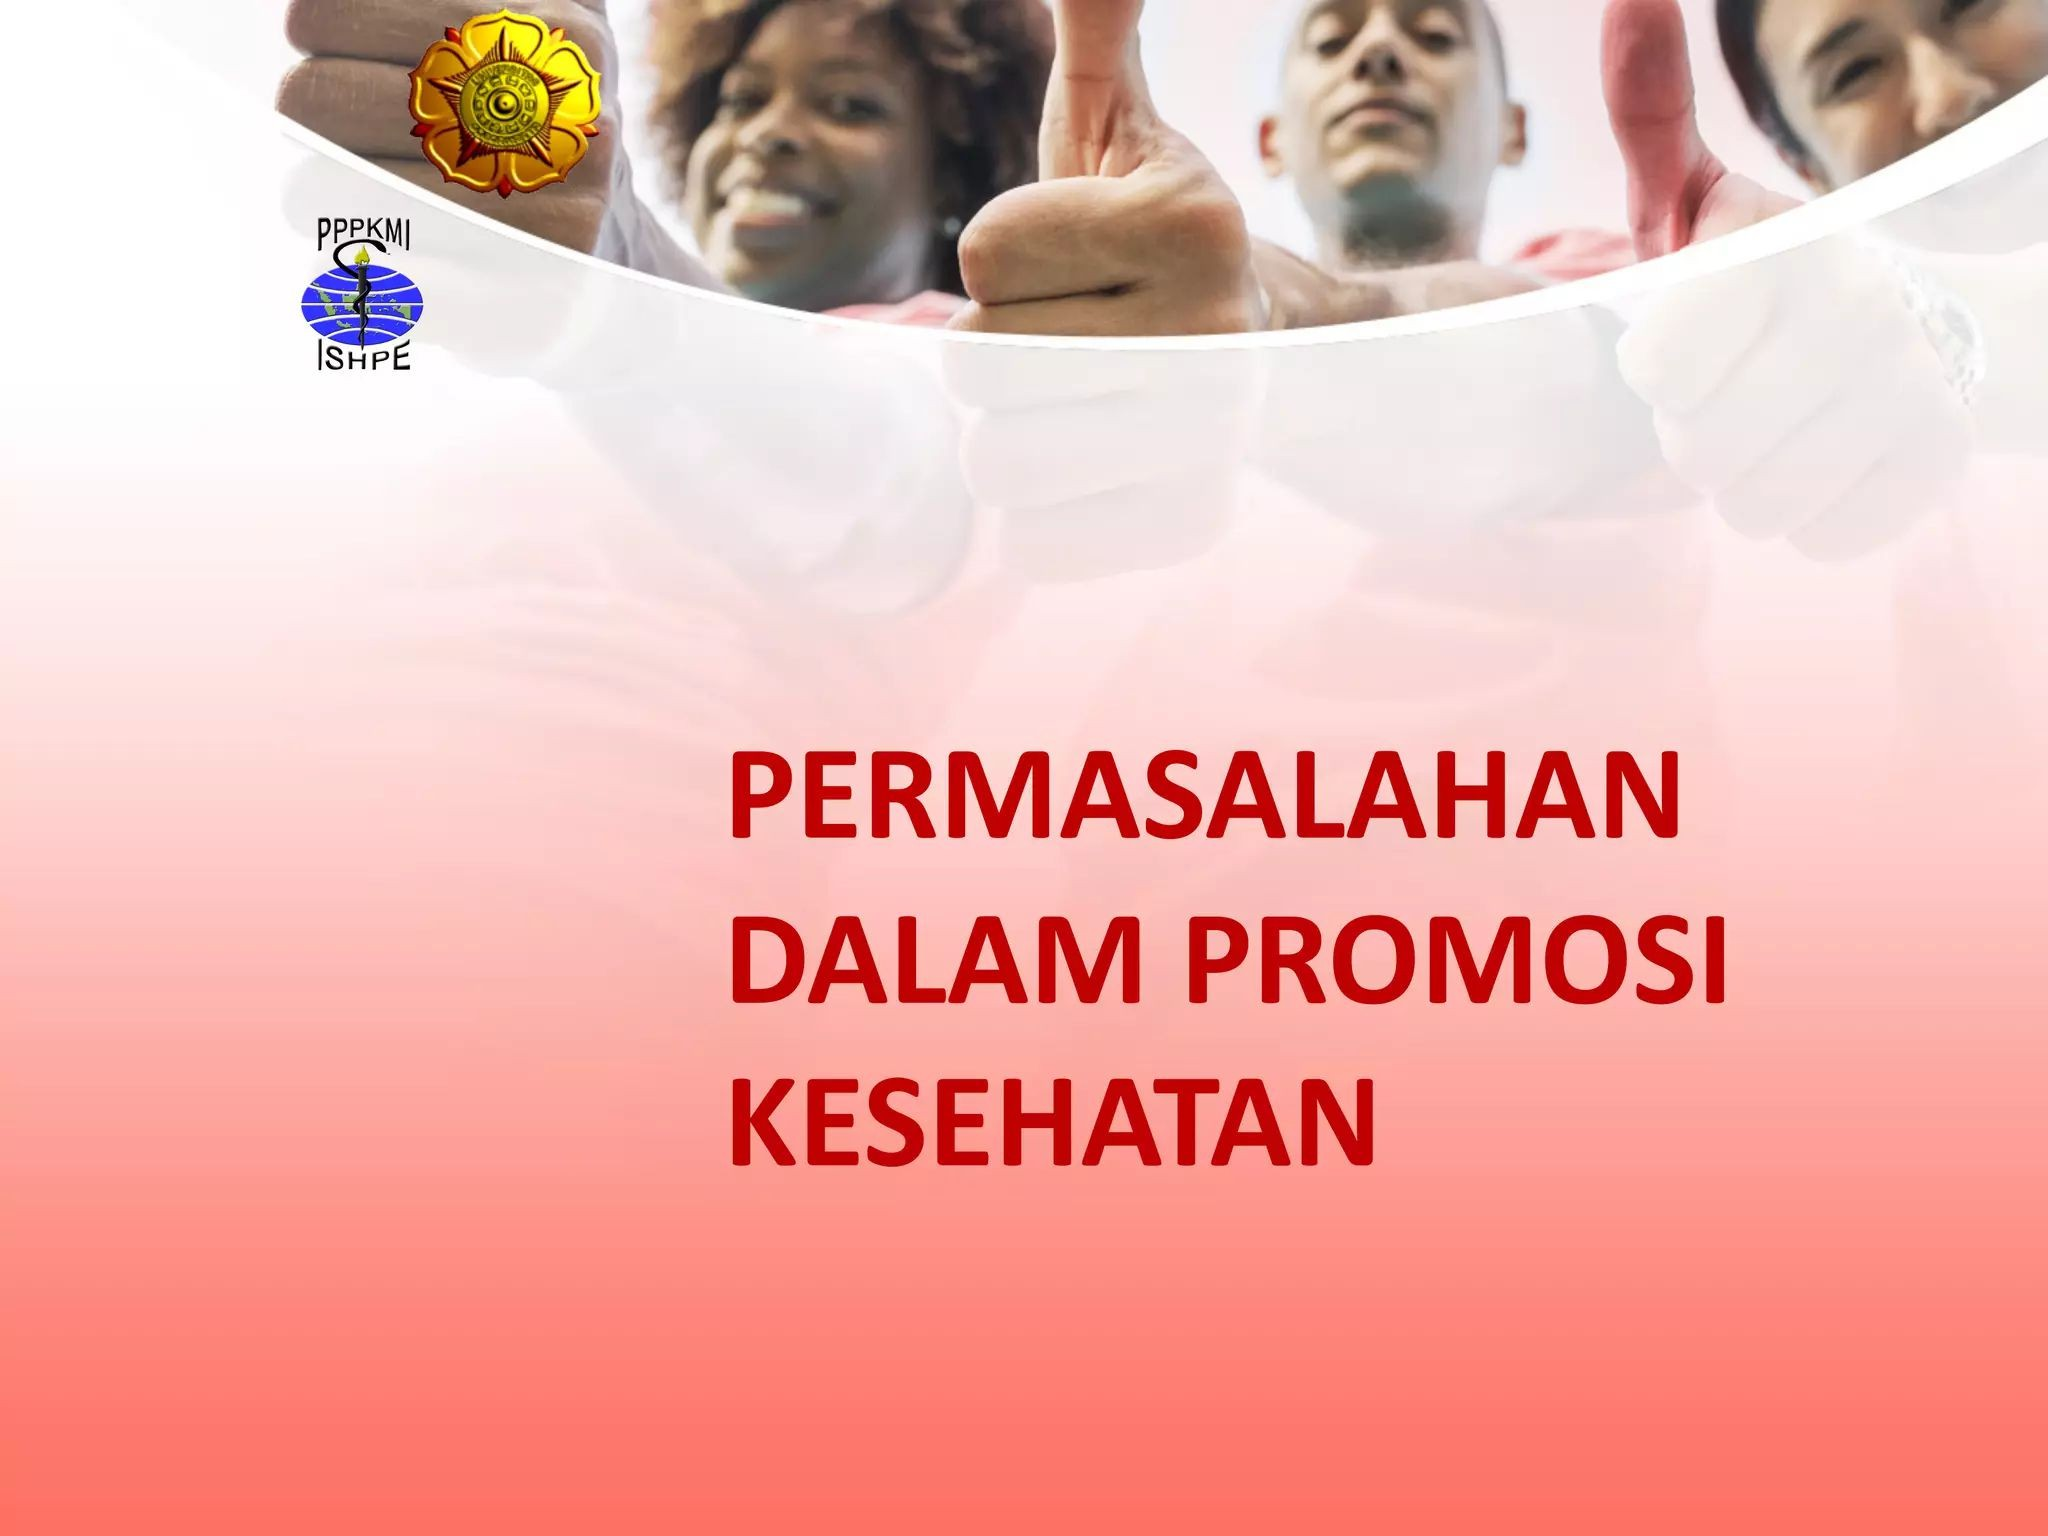 PPPKMI
ISHPE
PERMASALAHAN
DALAM PROMOSI
KESEHATAN